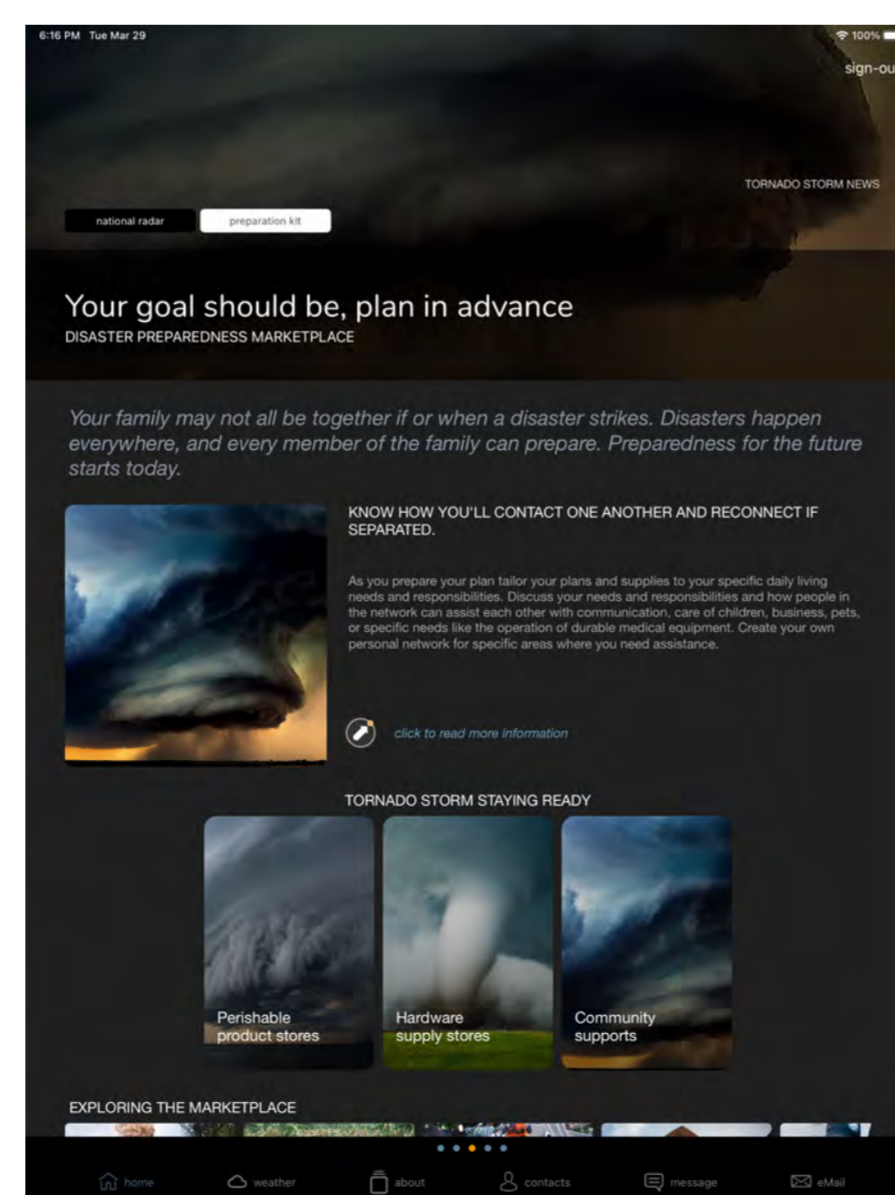 6:16 PM Tue Mar 29
100%
sign-ou
TORNADO STORM NEWS
national radar
preparation kit
Your goal should be, plan in advance
DISASTER PREPAREDNESS MARKETPLACE
Your family may not all be together if or when a disaster strikes. Disasters happen
everywhere, and every member of the family can prepare. Preparedness for the future
starts today.
KNOW HOW YOU'LL CONTACT ONE ANOTHER AND RECONNECT IF
SEPARATED.
As you prepare your plan tailor your plans and supplies to your specific daily living
needs and responsibilities. Discuss your needs and responsibilities and how people in
the network can assist each other with communication, care of children, business, pets,
or specific needs like the operation of durable medical equipment. Create your own
personal network for specific areas where you need assistance.
click to read more information
TORNADO STORM STAYING READY
Perishable
product stores
Hardware
supply stores
Community
supports
EXPLORING THE MARKETPLACE
home
weather
about
contacts
message
eMail